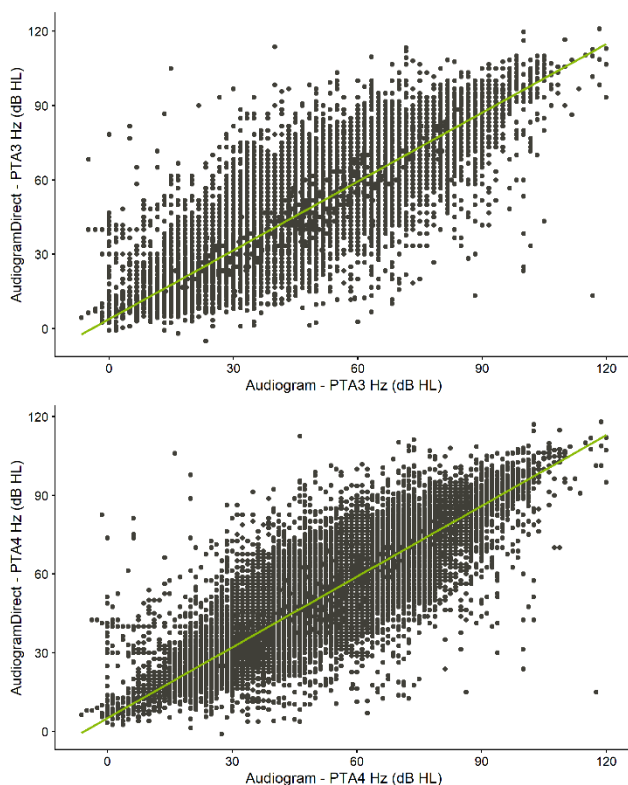 120
90
60
30
0
AudiogramDirect - PTA3 Hz (dB HL)
0 30 60 90 120
Audiogram - PTA3 Hz (dB HL)
120
90
60
30
0
AudiogramDirect - PTA4 Hz (dB HL)
0 30 60 90 120
Audiogram - PTA4 Hz (dB HL)